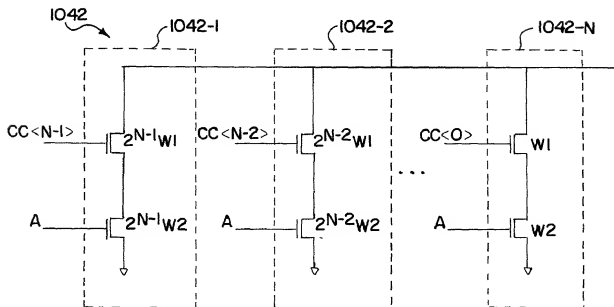 1042 1042-1 1042-2 1042-N
CC<N-1> 2^{N-1}W1 CC<N-2> 2^{N-2}W1 CC<0> W1
...
A 2^{N-1}W2 A 2^{N-2}W2 A W2